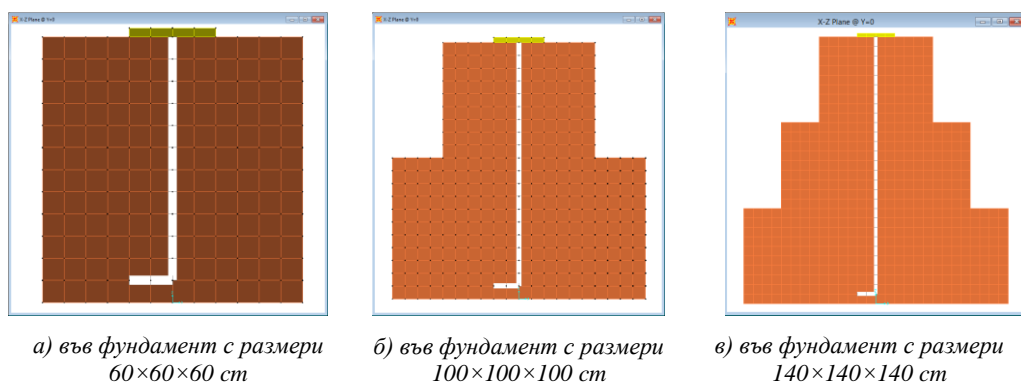 X-Z Plane @ Y=0
X-Z Plane @ Y=0
X-Z Plane @ Y=0
а) във фундамент с размери
60×60×60 cm
б) във фундамент с размери
100×100×100 cm
в) във фундамент с размери
140×140×140 cm